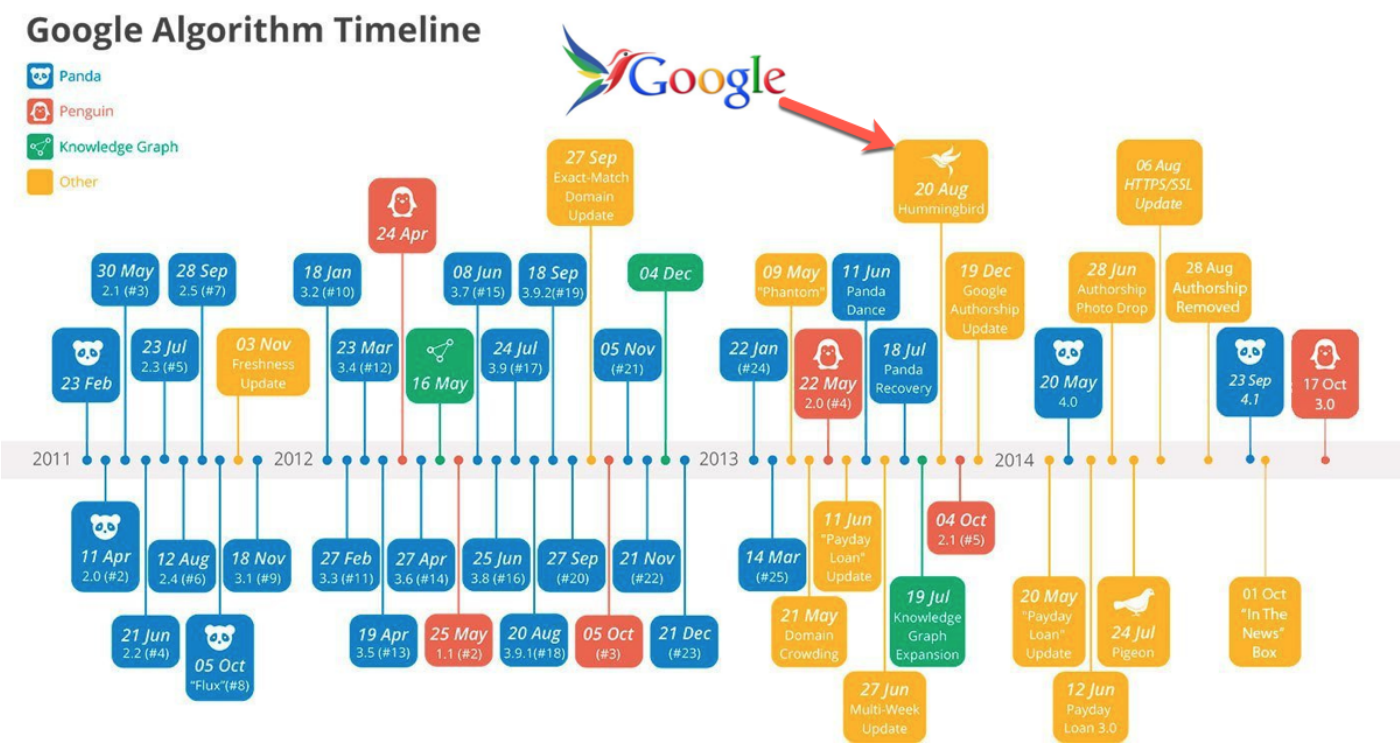 Google Algorithm Timeline
Panda
Penguin
Knowledge Graph
Other
Google
27 Sep
Exact-Match
Domain
Update
20 Aug
Hummingbird
06 Aug
HTTPS/SSL
Update
24 Apr
30 May
2.1 (#3)
28 Sep
2.5 (#7)
18 Jan
3.2 (#10)
08 Jun
3.7 (#15)
18 Sep
3.9.2(#19)
04 Dec
09 May
"Phantom"
11 Jun
Panda
Dance
19 Dec
Google
Authorship
Update
28 Jun
Authorship
Photo Drop
28 Aug
Authorship
Removed
23 Feb
23 Jul
2.3 (#5)
03 Nov
Freshness
Update
23 Mar
3.4 (#12)
16 May
24 Jul
3.9 (#17)
05 Nov
(#21)
22 Jan
(#24)
22 May
2.0 (#4)
18 Jul
Panda
Recovery
20 May
4.0
23 Sep
4.1
17 Oct
3.0
2011
2012
2013
2014
11 Apr
2.0 (#2)
12 Aug
2.4 (#6)
18 Nov
3.1 (#9)
27 Feb
3.3 (#11)
27 Apr
3.6 (#14)
25 Jun
3.8 (#16)
27 Sep
(#20)
21 Nov
(#22)
14 Mar
(#25)
11 Jun
"Payday
Loan"
Update
04 Oct
2.1 (#5)
21 Jun
2.2 (#4)
05 Oct
"Flux"(#8)
19 Apr
3.5 (#13)
25 May
1.1 (#2)
20 Aug
3.9.1(#18)
05 Oct
(#3)
21 Dec
(#23)
21 May
Domain
Crowding
19 Jul
Knowledge
Graph
Expansion
20 May
"Payday
Loan"
Update
24 Jul
Pigeon
01 Oct
"In The
News"
Box
27 Jun
Multi-Week
Update
12 Jun
Payday
Loan 3.0